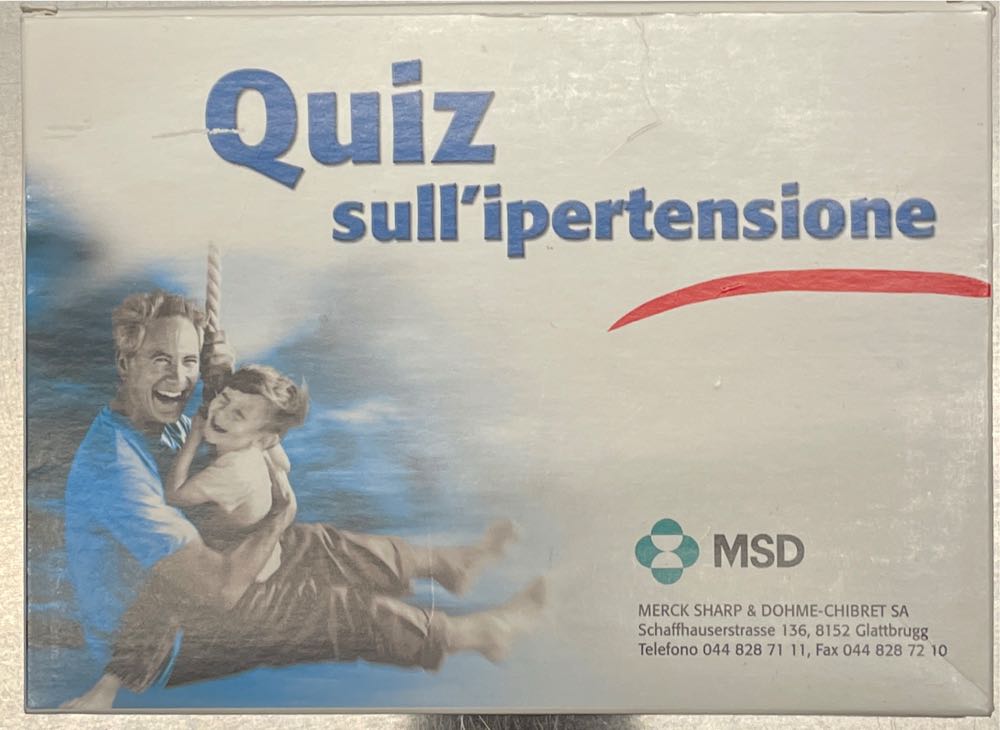 Quiz
sull'ipertensione
MSD
MERCK SHARP & DOHME-CHIBRET SA
Schaffhauserstrasse 136, 8152 Glattbrugg
Telefono 044 828 71 11, Fax 044 828 72 10